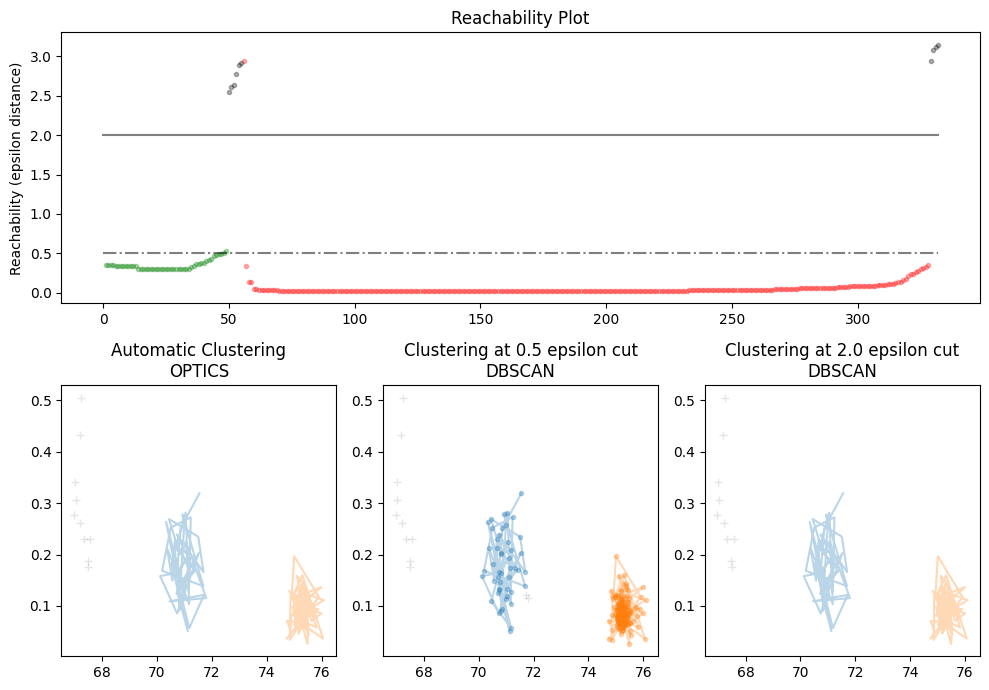 Reachability Plot
Reachability (epsilon distance)
3.0
2.5
2.0
1.5
1.0
0.5
0.0
0 50 100 150 200 250 300
Automatic Clustering
OPTICS
Clustering at 0.5 epsilon cut
DBSCAN
Clustering at 2.0 epsilon cut
DBSCAN
0.5 0.5 0.5
0.4 0.4 0.4
0.3 0.3 0.3
0.2 0.2 0.2
0.1 0.1 0.1
68 70 72 74 76 68 70 72 74 76 68 70 72 74 76